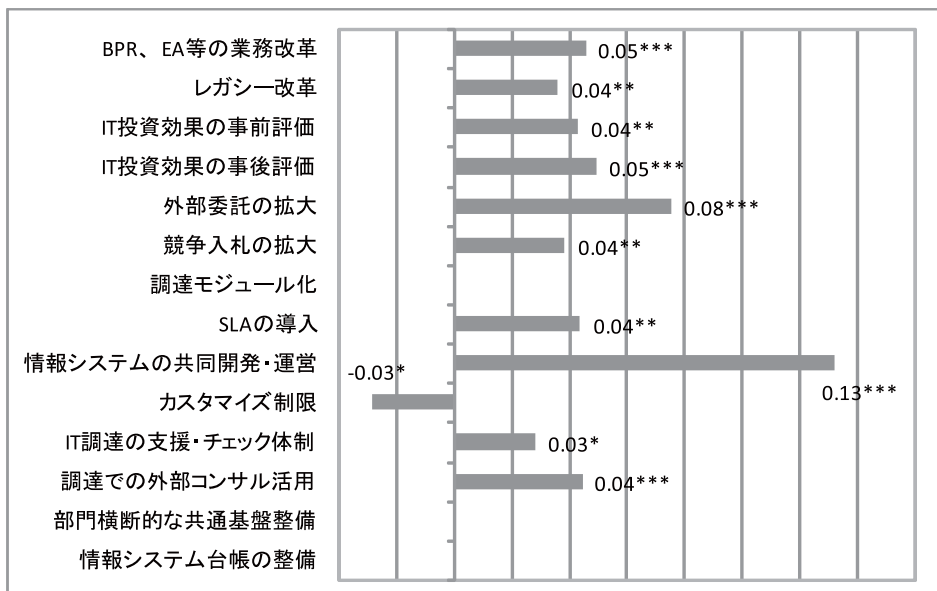 BPR、EA等の業務改革
0.05***
レガシー改革
0.04**
IT投資効果の事前評価
0.04**
IT投資効果の事後評価
0.05***
外部委託の拡大
0.08***
競争入札の拡大
0.04**
調達モジュール化
SLAの導入
0.04**
情報システムの共同開発・運営
0.13***
-0.03*
カスタマイズ制限
IT調達の支援・チェック体制
0.03*
調達での外部コンサル活用
0.04***
部門横断的な共通基盤整備
情報システム台帳の整備